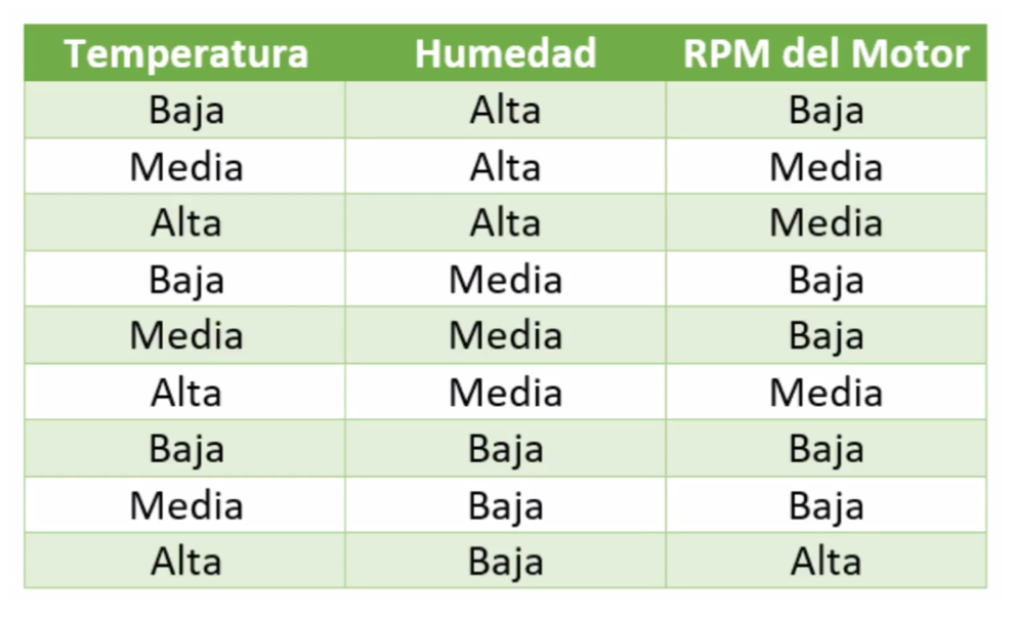 Temperatura Humedad RPM del Motor
Baja Alta Baja
Media Alta Media
Alta Alta Media
Baja Media Baja
Media Media Baja
Alta Media Media
Baja Baja Baja
Media Baja Baja
Alta Baja Alta